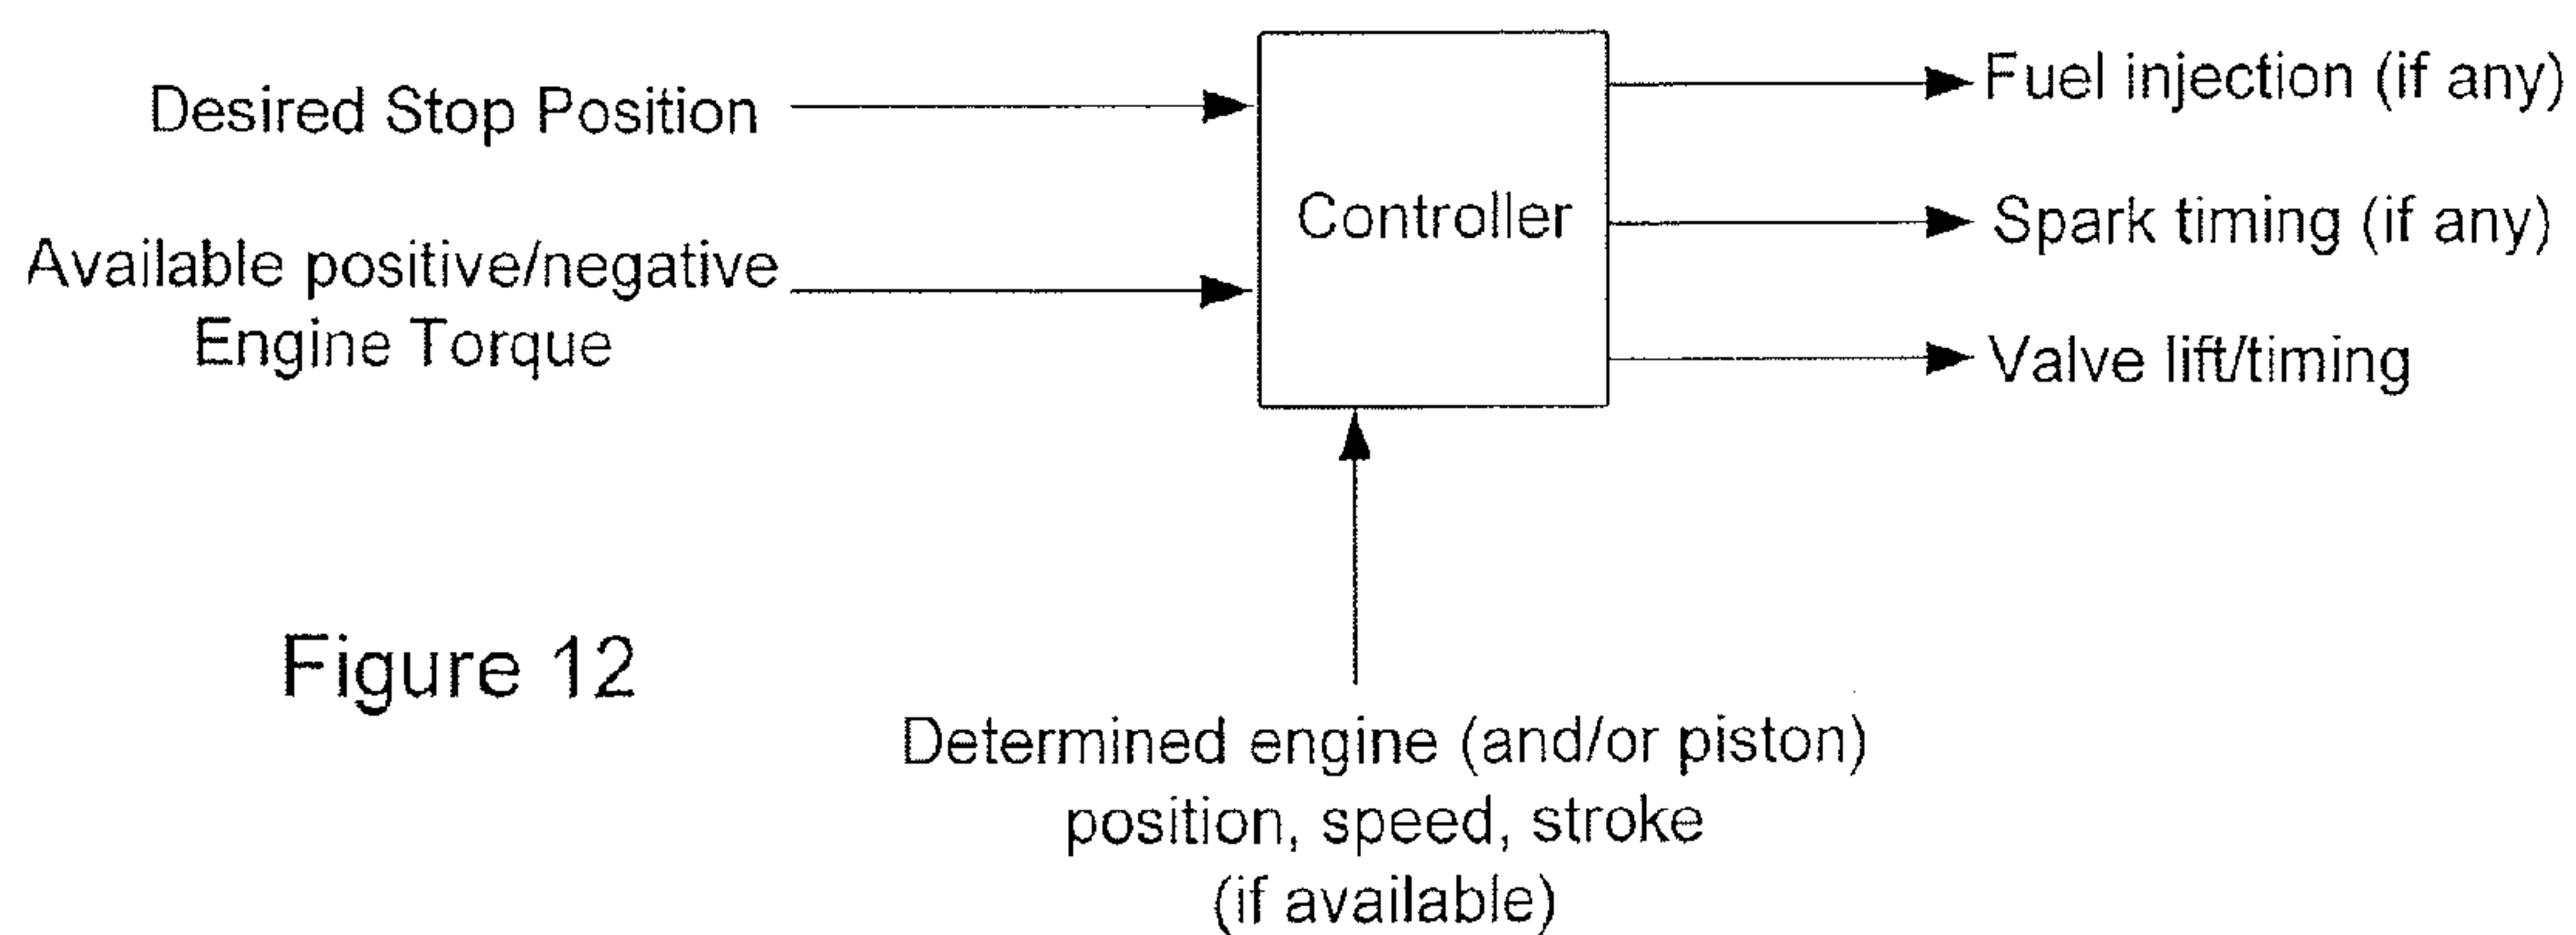 Desired Stop Position
Available positive/negative
Engine Torque
Controller
Fuel injection (if any)
Spark timing (if any)
Valve lift/timing
Determined engine (and/or piston)
position, speed, stroke
(if available)
Figure 12